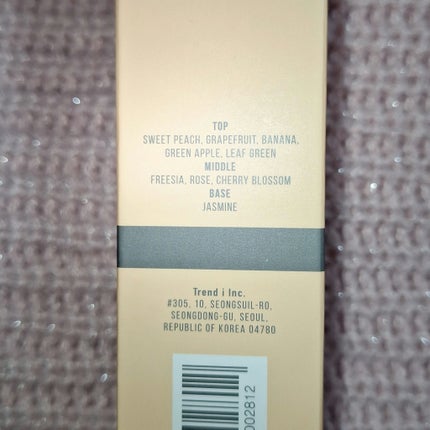 TOP
SWEET PEACH, GRAPEFRUIT, BANANA,
GREEN APPLE, LEAF GREEN
MIDDLE
FREESIA, ROSE, CHERRY BLOSSOM
BASE
JASMINE
Trend i Inc.
#305, 10, SEONGSUIL-RO,
SEONGDONG-GU, SEOUL,
REPUBLIC OF KOREA 04780
002812